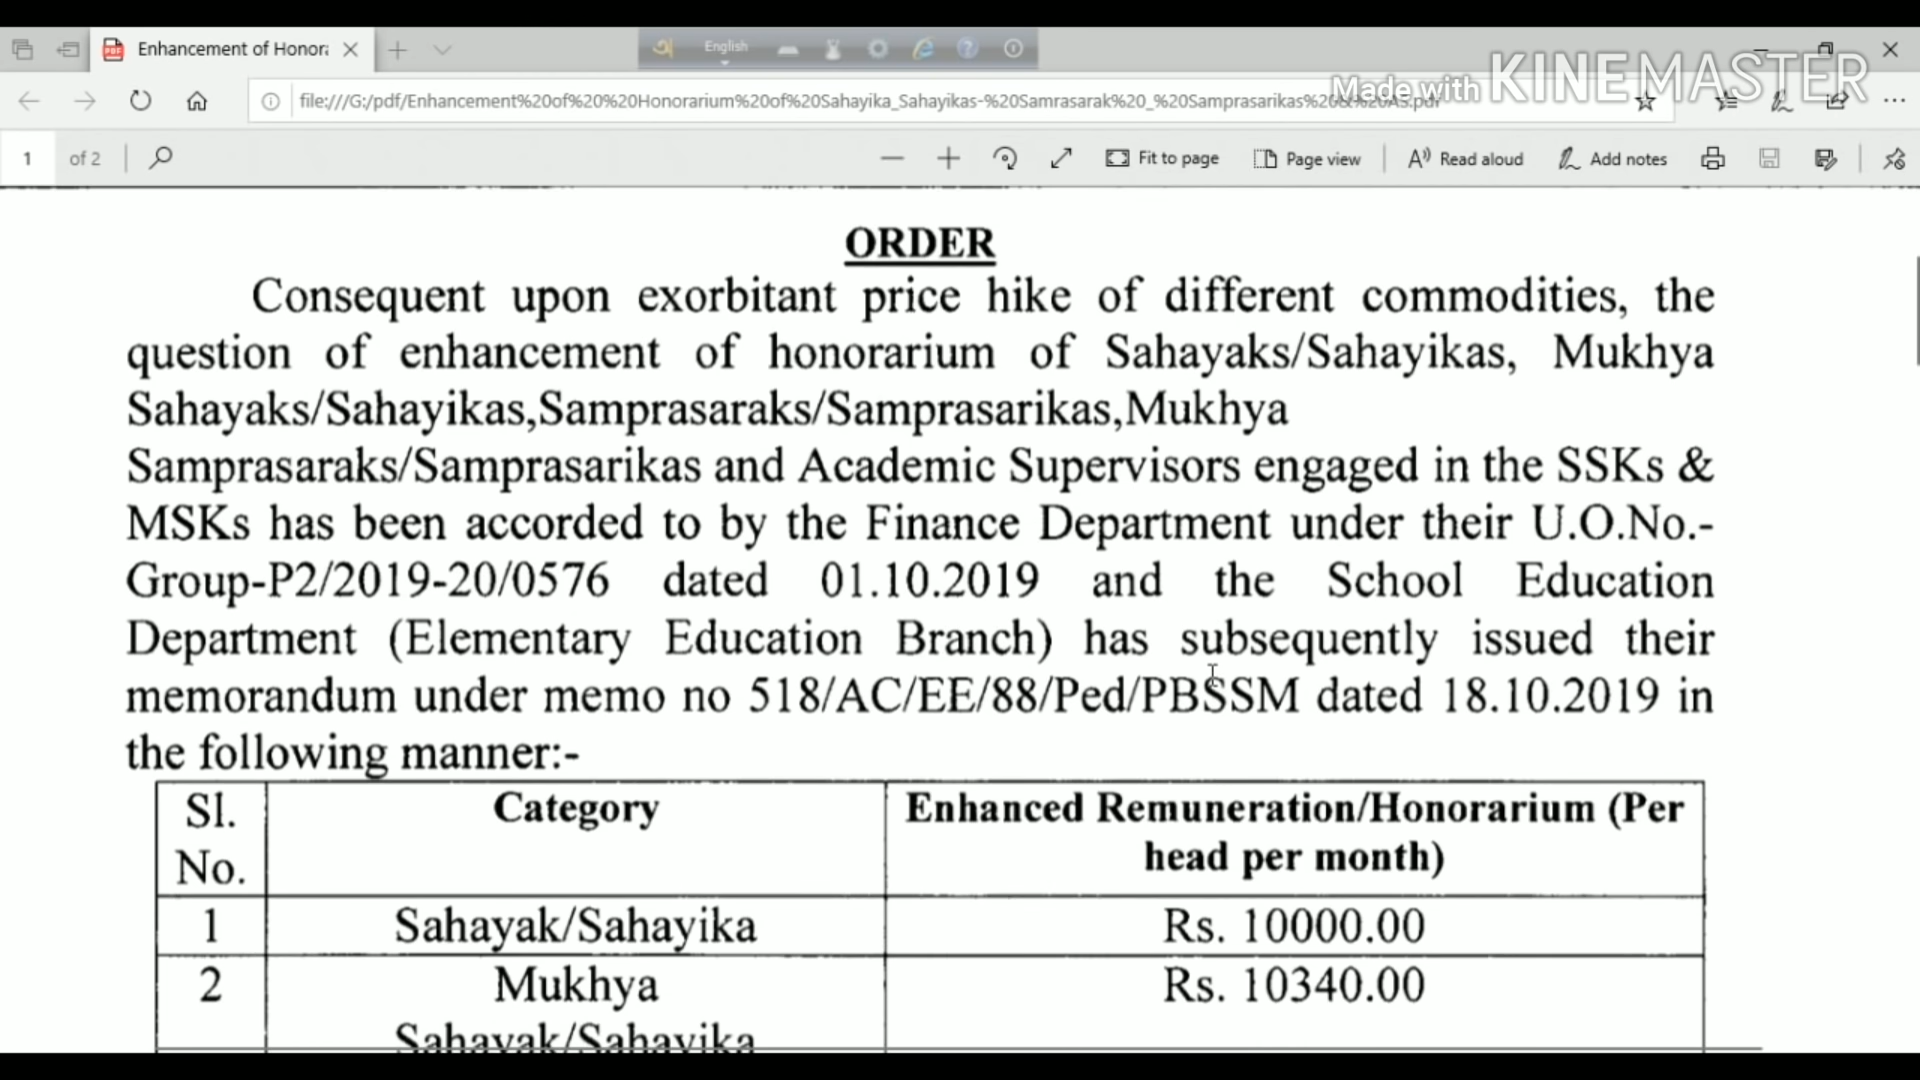 Enhancement of Honora
English
Made with KINEMASTER
file:///G:/pdf/Enhancement%20of%20%20Honorarium%20of%20Sahayika_Sahayikas-%20Samrasarak%20_%20Samprasarikas%20&%20AS.pdf
1 of 2
Fit to page
Page view
Read aloud
Add notes
ORDER
Consequent upon exorbitant price hike of different commodities, the
question of enhancement of honorarium of Sahayaks/Sahayikas, Mukhya
Sahayaks/Sahayikas,Samprasaraks/Samprasarikas,Mukhya
Samprasaraks/Samprasarikas and Academic Supervisors engaged in the SSKs &
MSKs has been accorded to by the Finance Department under their U.O.No.-
Group-P2/2019-20/0576 dated 01.10.2019 and the School Education
Department (Elementary Education Branch) has subsequently issued their
memorandum under memo no 518/AC/EE/88/Ped/PBSSM dated 18.10.2019 in
the following manner:-
Sl. No.
Category
Enhanced Remuneration/Honorarium (Per
head per month)
1 Sahayak/Sahayika Rs. 10000.00
2 Mukhya Rs. 10340.00
Sahayak/Sahayika